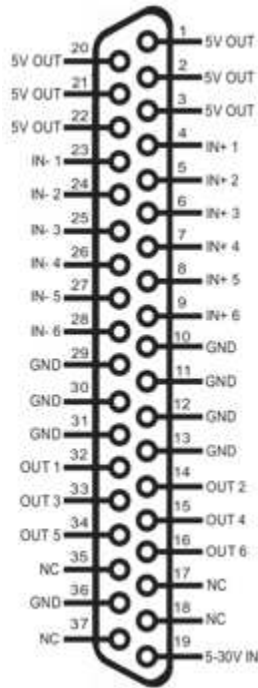 1 5V OUT
20 5V OUT
2 5V OUT
21 5V OUT
3 5V OUT
22 5V OUT
4 IN+ 1
23 IN- 1
5 IN+ 2
24 IN- 2
6 IN+ 3
25 IN- 3
7 IN+ 4
26 IN- 4
8 IN+ 5
27 IN- 5
9 IN+ 6
28 IN- 6
10 GND
29 GND
11 GND
30 GND
12 GND
31 GND
13 GND
32 OUT 1
14 OUT 2
33 OUT 3
15 OUT 4
34 OUT 5
16 OUT 6
35 NC
17 NC
36 GND
18 NC
37 NC
19 5-30V IN